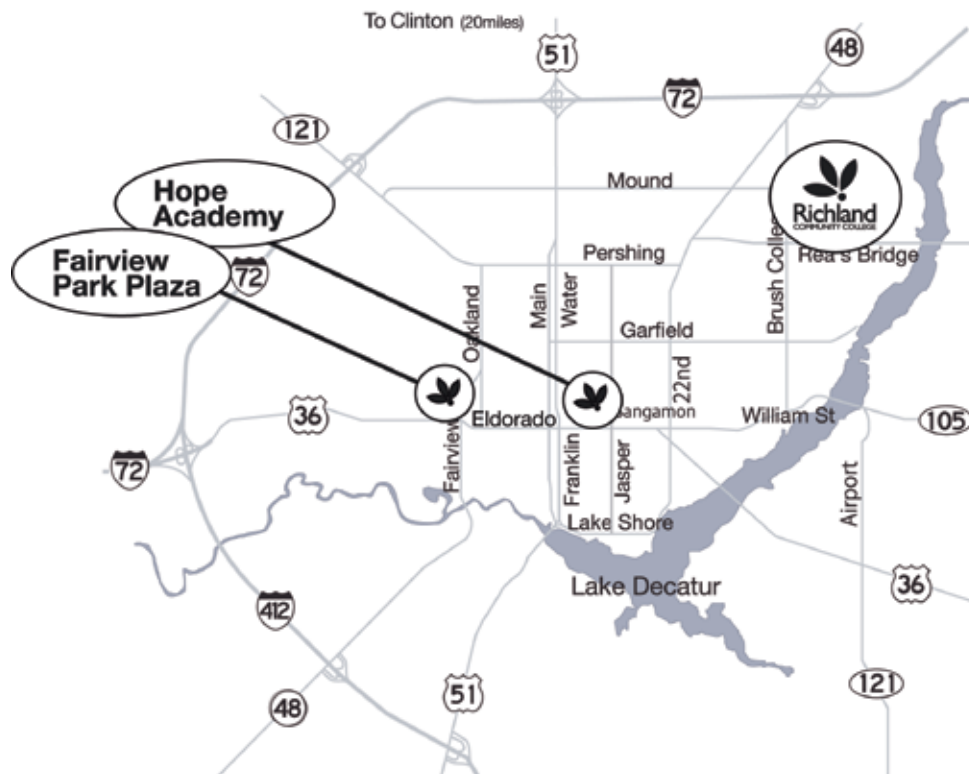 To Clinton (20miles)
51
48
72
121
Mound
Hope
Academy
Richland
COMMUNITY COLLEGE
Fairview
Park Plaza
72
Pershing
Rea's Bridge
Oakland
Main
Water
Brush
Garfield
22nd
36
Eldorado
William St
105
72
Fairview
Franklin
Jasper
Airport
Lake Shore
Lake Decatur
36
412
48
51
121